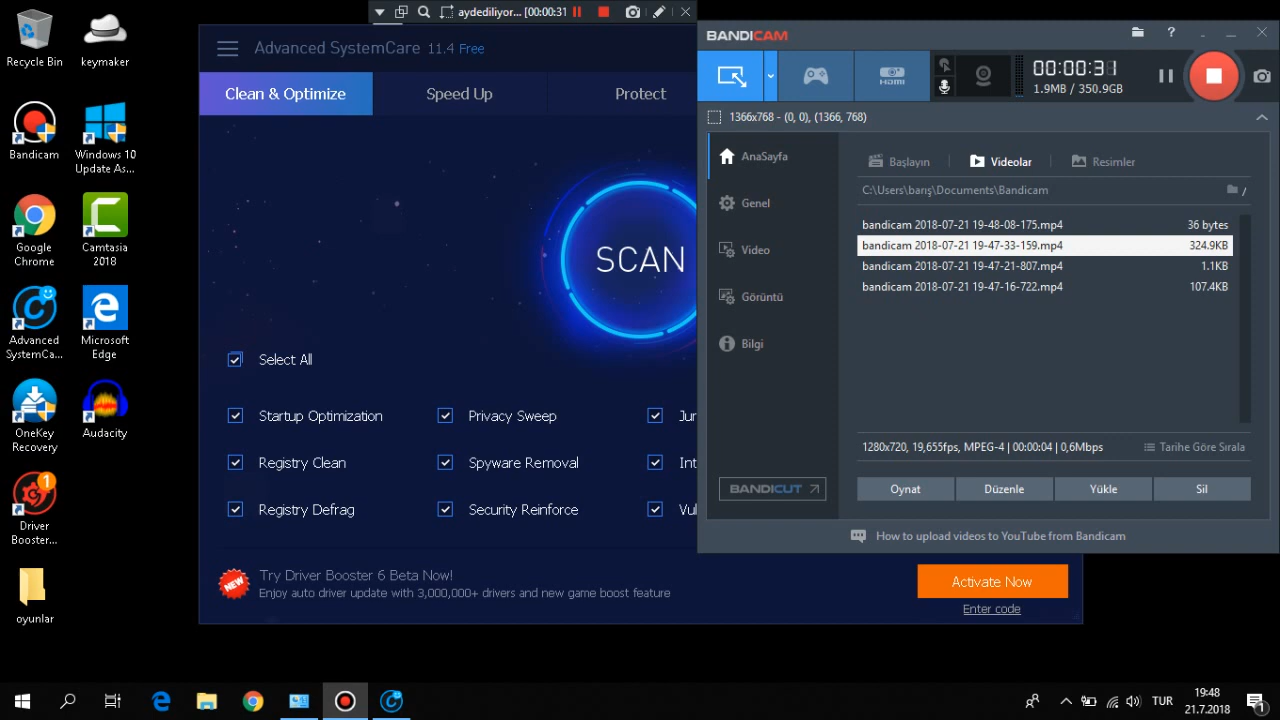 Recycle Bin
keymaker
Bandicam
Windows 10
Update As...
Google
Chrome
Camtasia
2018
Advanced
SystemCa...
Microsoft
Edge
OneKey
Recovery
Audacity
1
Driver
Booster...
oyunlar
aydediliyor... [00:00:31
Advanced SystemCare 11.4 Free
Clean & Optimize
Speed Up
Protect
SCAN
Select All
Startup Optimization
Privacy Sweep
Jur
Registry Clean
Spyware Removal
Int
Registry Defrag
Security Reinforce
Vul
NEW
Try Driver Booster 6 Beta Now!
Enjoy auto driver update with 3,000,000+ drivers and new game boost feature
Activate Now
Enter code
BANDICAM
?
HDMI
00:00:31
1.9MB / 350.9GB
1366x768 - (0, 0), (1366, 768)
AnaSayfa
Genel
Video
Görüntü
Bilgi
BANDICUT
Başlayın
Videolar
Resimler
C:\Users\barış\Documents\Bandicam
/
bandicam 2018-07-21 19-48-08-175.mp4 36 bytes
bandicam 2018-07-21 19-47-33-159.mp4 324.9KB
bandicam 2018-07-21 19-47-21-807.mp4 1.1KB
bandicam 2018-07-21 19-47-16-722.mp4 107.4KB
1280x720, 19,655fps, MPEG-4 | 00:00:04 | 0,6Mbps
Tarihe Göre Sırala
Oynat
Düzenle
Yükle
Sil
How to upload videos to YouTube from Bandicam
TUR
19:48
21.7.2018
1